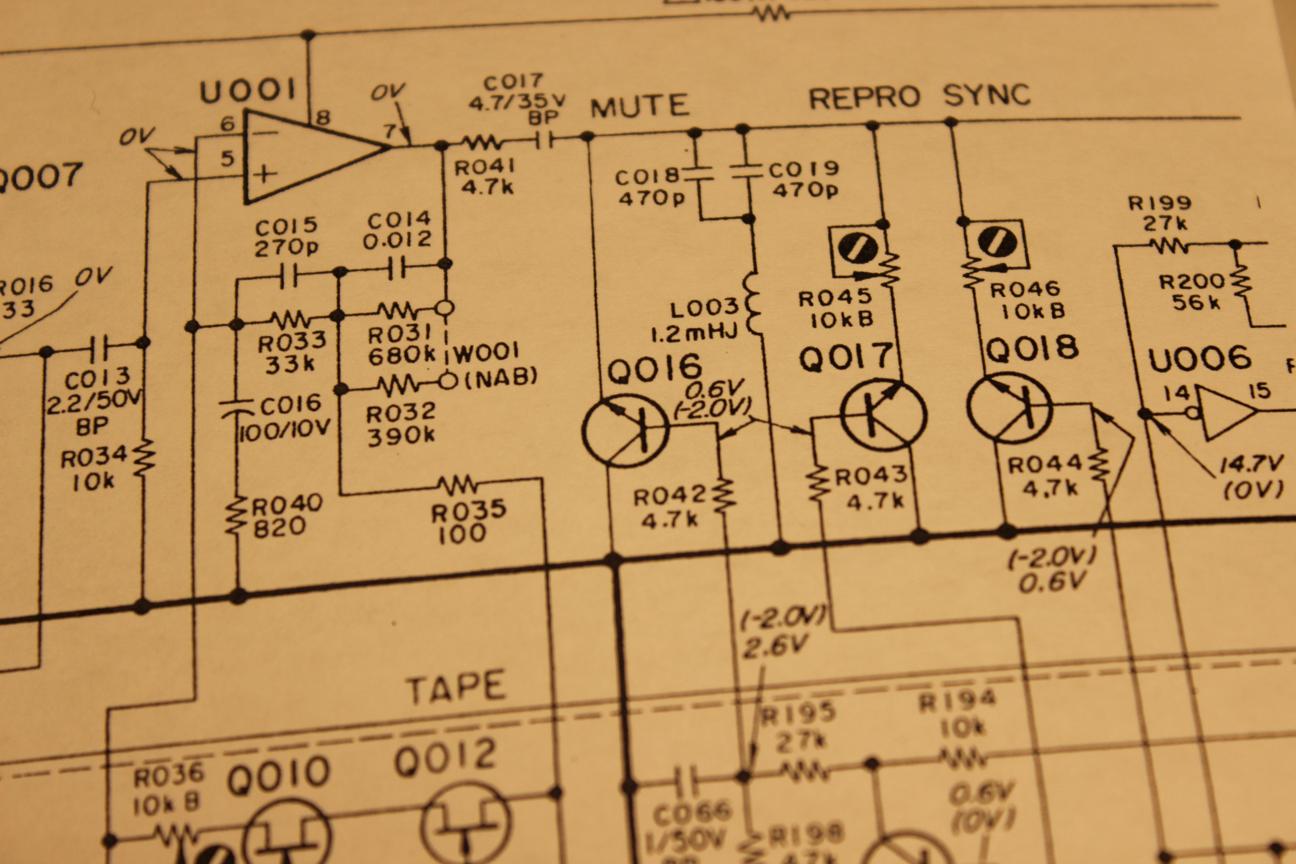 U001
6
5
8
7
0V
0V
C017
4.7/35V
BP
R041
4.7k
MUTE
REPRO SYNC
Q007
R016
33
0V
C015
270p
C014
0.012
C018
470p
C019
470p
R199
27k
R200
56k
R033
33k
R031
680k
W001
(NAB)
R032
390k
L003
1.2mHJ
R045
10kB
R046
10kB
C013
2.2/50V
BP
R034
10k
C016
100/10V
R040
820
R035
100
Q016
0.6V
(-2.0V)
Q017
Q018
U006
14
15
R042
4.7k
R043
4.7k
R044
4.7k
14.7V
(0V)
(-2.0V)
0.6V
(-2.0V)
2.6V
TAPE
R195
27k
R194
10k
R036
10kB
Q010
Q012
C066
1/50V
R198
0.6V
(0V)